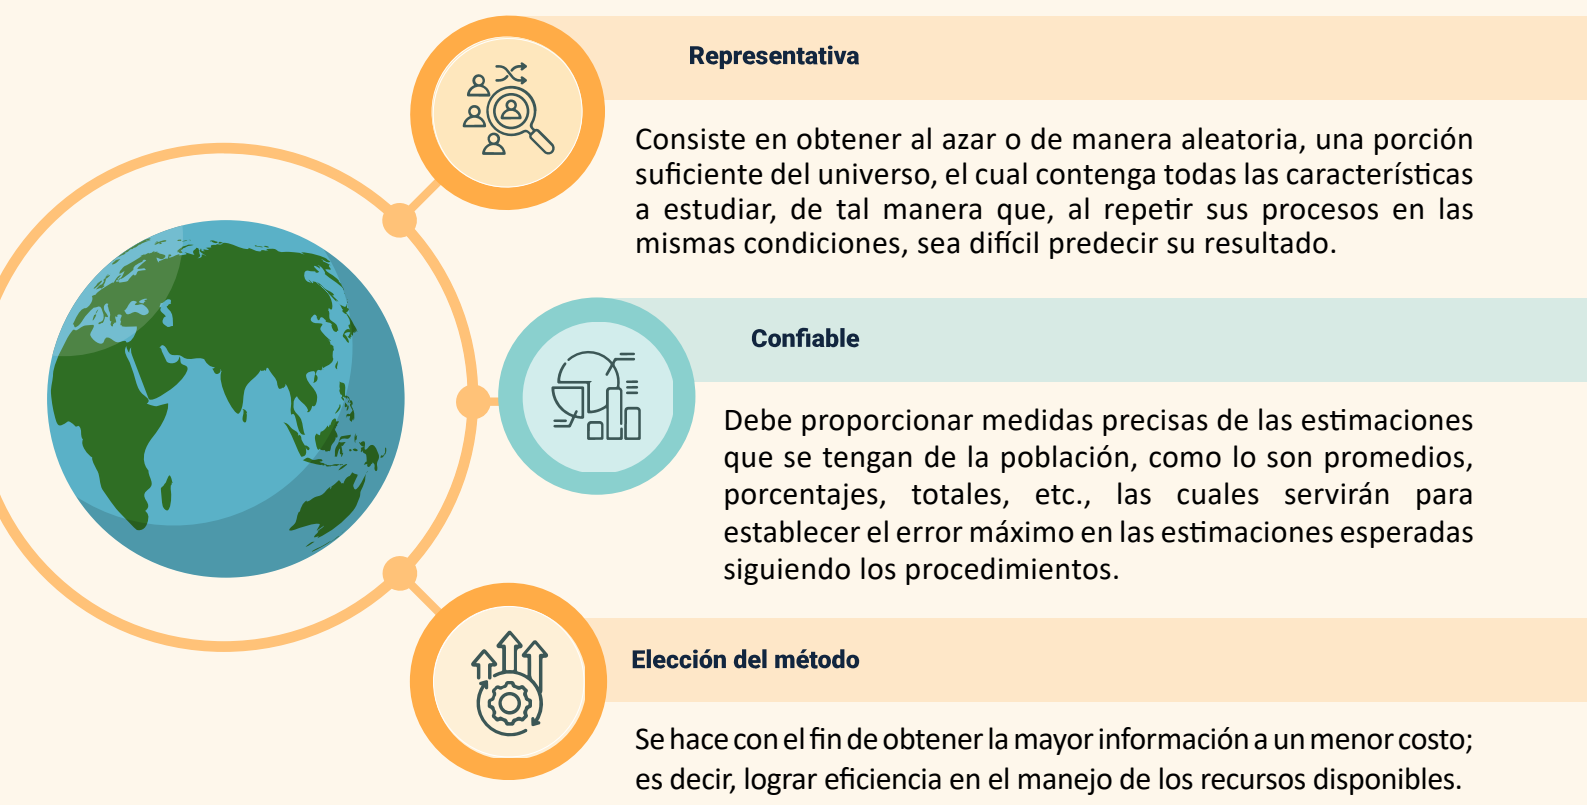 Representativa
Consiste en obtener al azar o de manera aleatoria, una porción
suficiente del universo, el cual contenga todas las características
a estudiar, de tal manera que, al repetir sus procesos en las
mismas condiciones, sea difícil predecir su resultado.
Confiable
Debe proporcionar medidas precisas de las estimaciones
que se tengan de la población, como lo son promedios,
porcentajes, totales, etc., las cuales servirán para
establecer el error máximo en las estimaciones esperadas
siguiendo los procedimientos.
Elección del método
Se hace con el fin de obtener la mayor información a un menor costo;
es decir, lograr eficiencia en el manejo de los recursos disponibles.